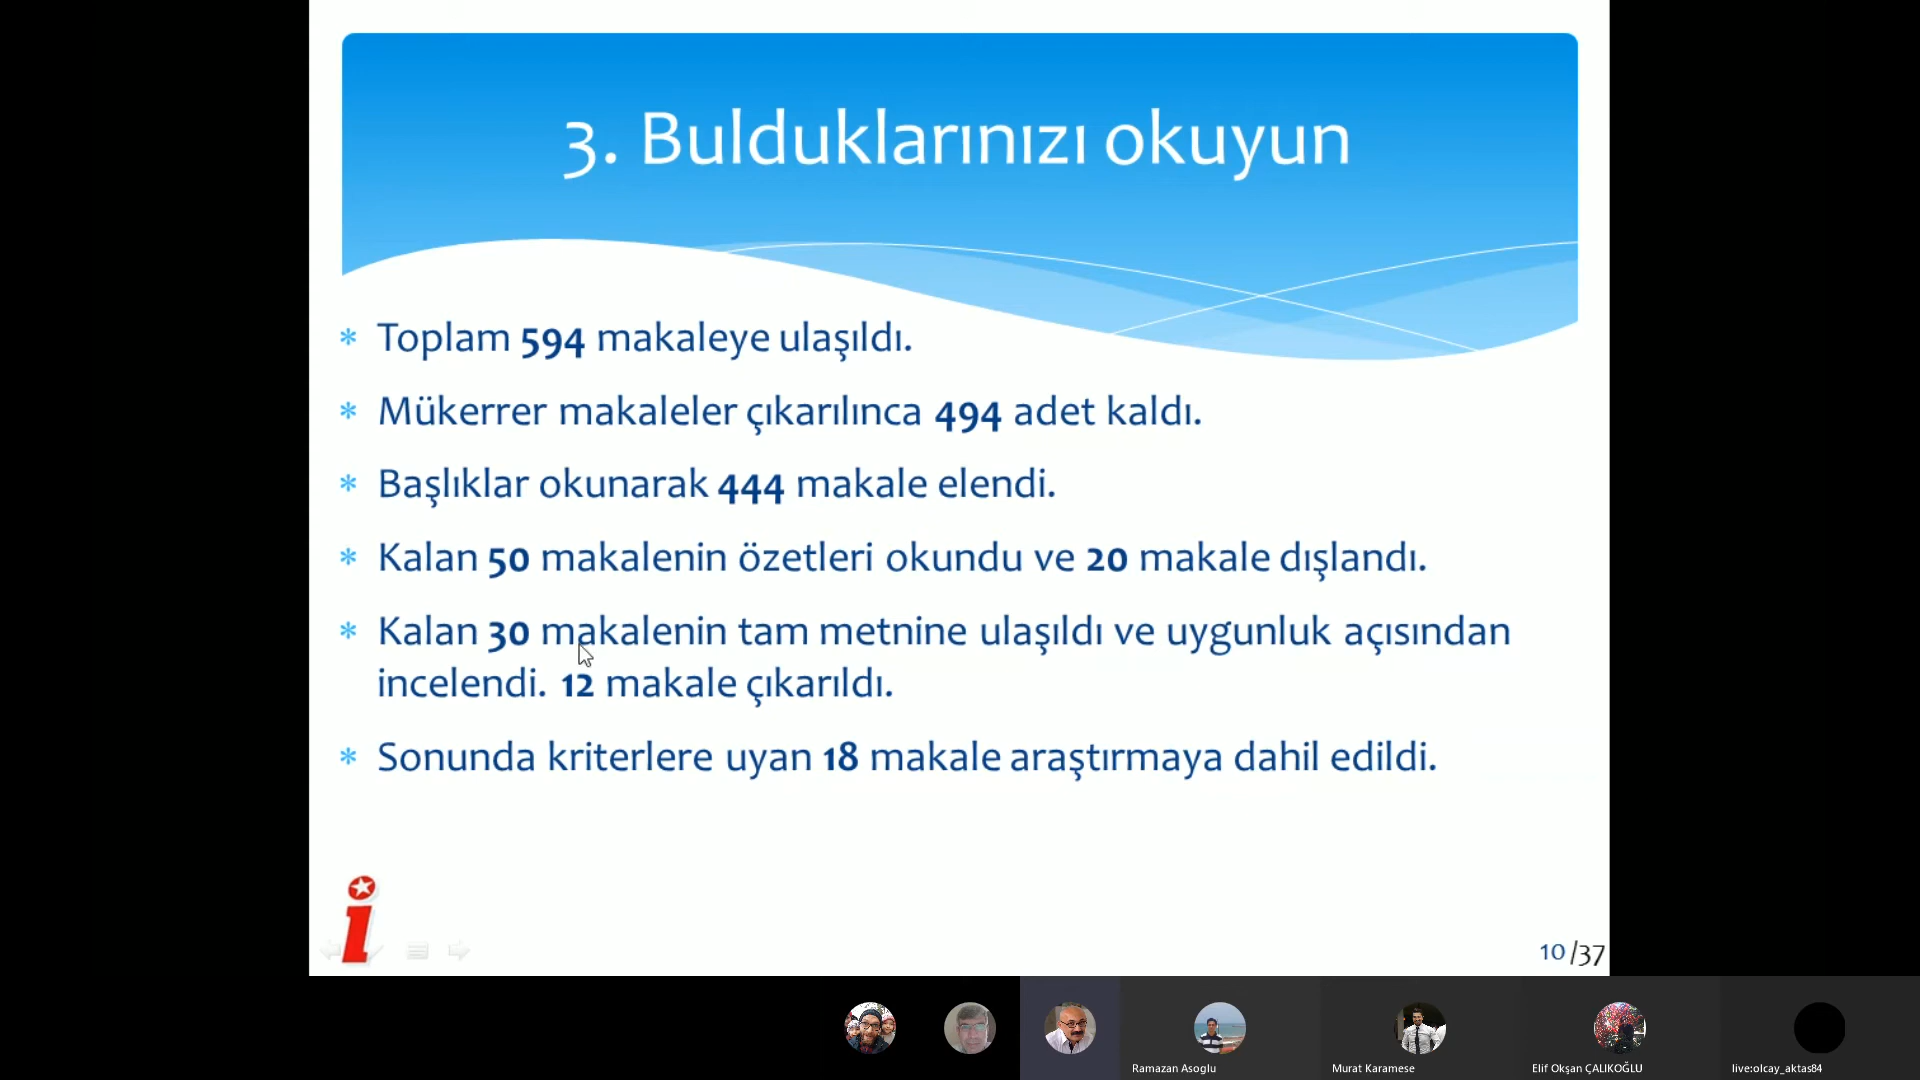 3. Bulduklarınızı okuyun
* Toplam 594 makaleye ulaşıldı.
* Mükerrer makaleler çıkarılınca 494 adet kaldı.
* Başlıklar okunarak 444 makale elendi.
* Kalan 50 makalenin özetleri okundu ve 20 makale dışlandı.
* Kalan 30 makalenin tam metnine ulaşıldı ve uygunluk açısından
incelendi. 12 makale çıkarıldı.
* Sonunda kriterlere uyan 18 makale araştırmaya dahil edildi.
i
10 /37
Ramazan Asoglu
Murat Karamese
Elif Okşan ÇALIKOĞLU
live:olcay_aktas84